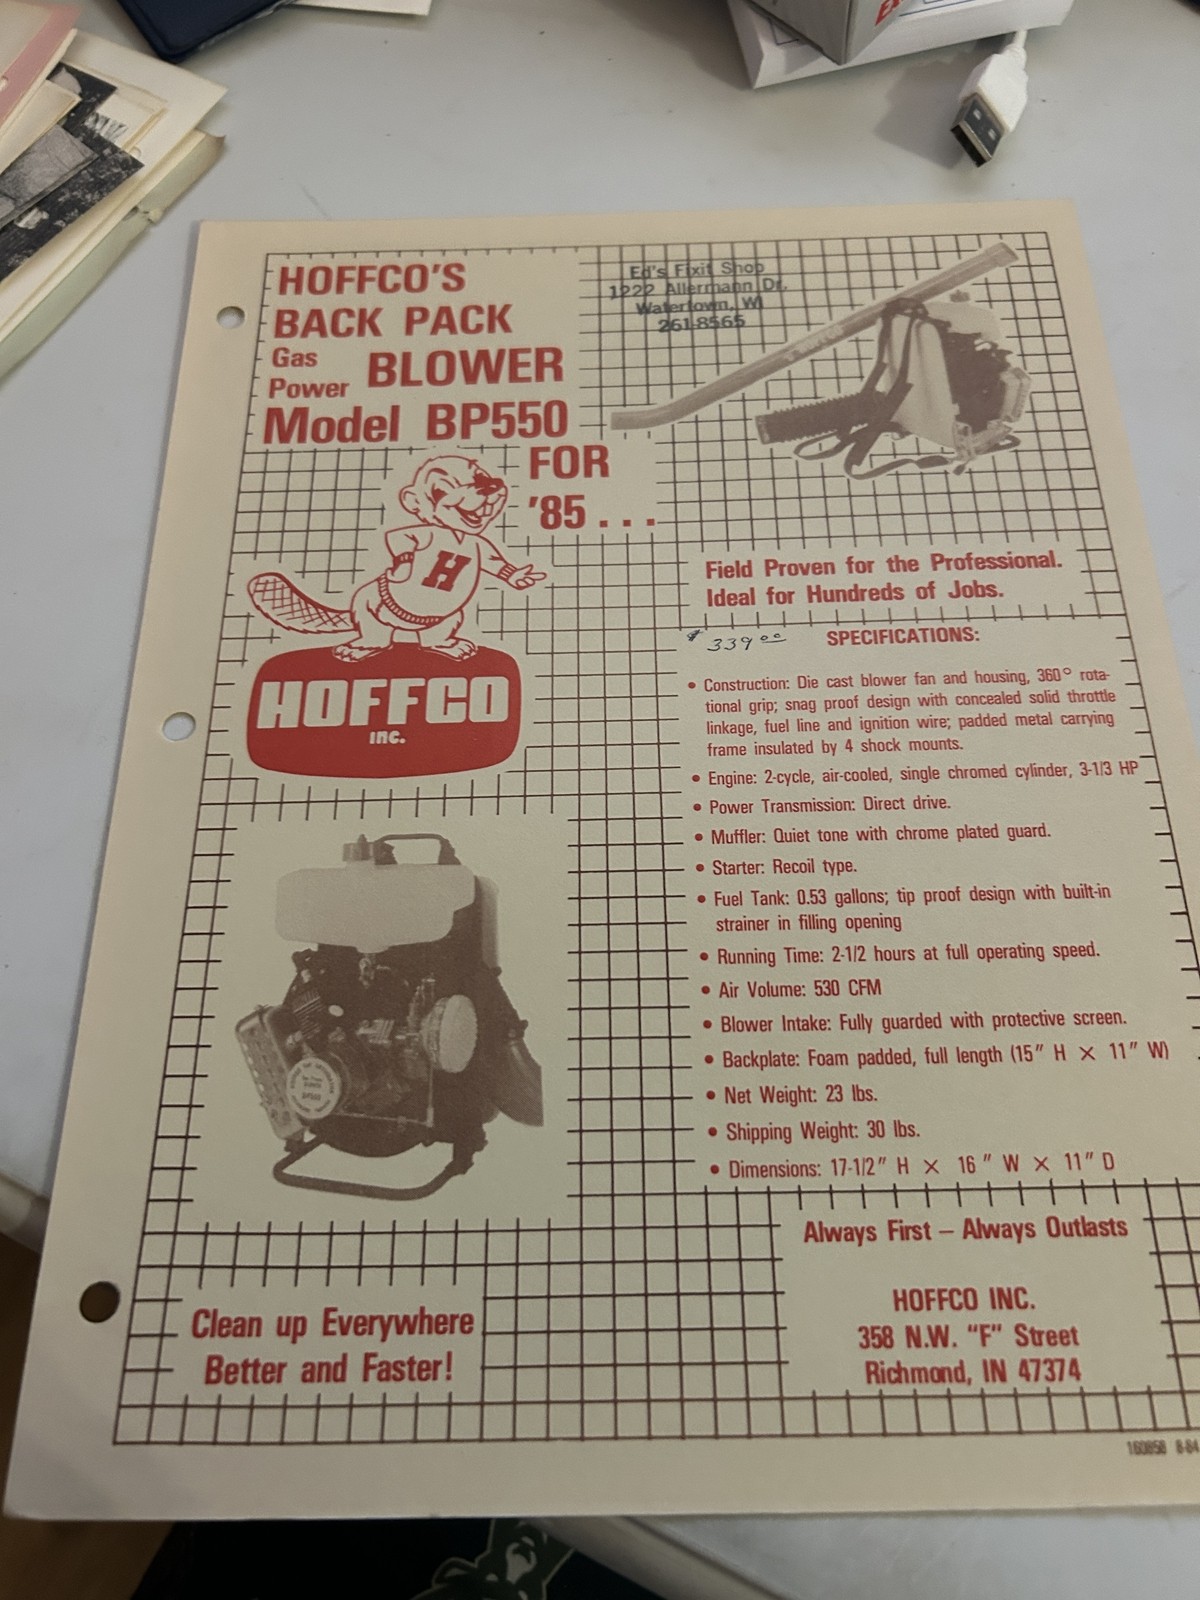 HOFFCO'S
BACK PACK
Gas
Power BLOWER
Model BP550
FOR
'85 . . .
Ed's Fixit Shop
1222 Allermann Dr.
Watertown, WI
261-8565
H
HOFFCO
INC.
Field Proven for the Professional.
Ideal for Hundreds of Jobs.
$ 339 00
SPECIFICATIONS:
• Construction: Die cast blower fan and housing, 360° rota-
tional grip; snag proof design with concealed solid throttle
linkage, fuel line and ignition wire; padded metal carrying
frame insulated by 4 shock mounts.
• Engine: 2-cycle, air-cooled, single chromed cylinder, 3-1/3 HP
• Power Transmission: Direct drive.
• Muffler: Quiet tone with chrome plated guard.
• Starter: Recoil type.
• Fuel Tank: 0.53 gallons; tip proof design with built-in
strainer in filling opening
• Running Time: 2-1/2 hours at full operating speed.
• Air Volume: 530 CFM
• Blower Intake: Fully guarded with protective screen.
• Backplate: Foam padded, full length (15" H × 11" W)
• Net Weight: 23 lbs.
• Shipping Weight: 30 lbs.
• Dimensions: 17-1/2" H × 16" W × 11" D
BP550
Clean up Everywhere
Better and Faster!
Always First – Always Outlasts
HOFFCO INC.
358 N.W. "F" Street
Richmond, IN 47374
160858 8-84